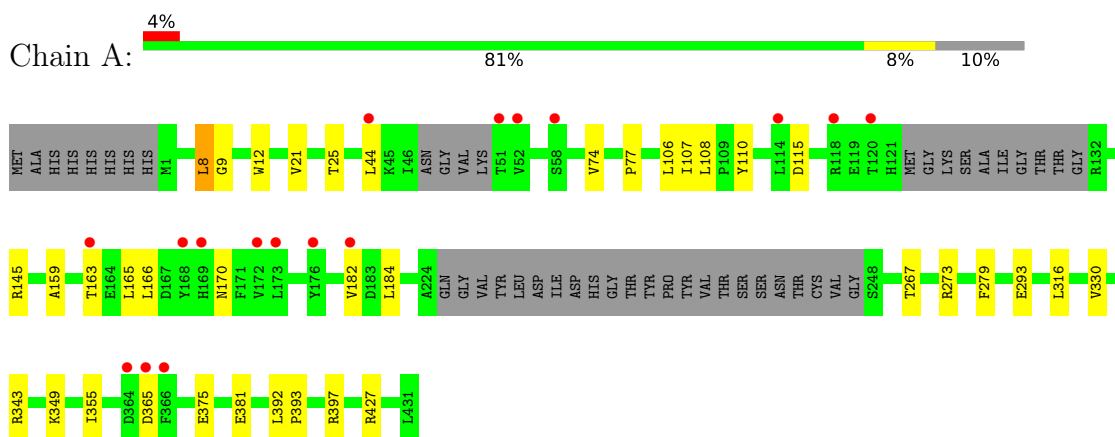 4%
Chain A:
81% 8% 10%
MET ALA HIS HIS HIS HIS HIS HIS M1 L8 G9 W12 V21 T25 L44 K45 I46 ASN GLY VAL LYS T51 V52 S58 V74 P77 L106 I107 L108 P109 Y110 L114 D115 R118 E119 T120 H121 MET GLY LYS SER ALA ILE GLY THR THR GLY R132
R145 A159 T163 E164 L165 L166 D167 Y168 H169 N170 F171 V172 L173 Y176 V182 D183 L184 A224 GLN GLY VAL TYR LEU ASP ILE ASP HIS GLY THR TYR PRO TYR VAL THR SER SER ASN THR CYS VAL GLY S248 T267 R273 F279 E293 L316 V330
R343 K349 I355 D364 D365 F366 E375 E381 L392 P393 R397 R427 L431